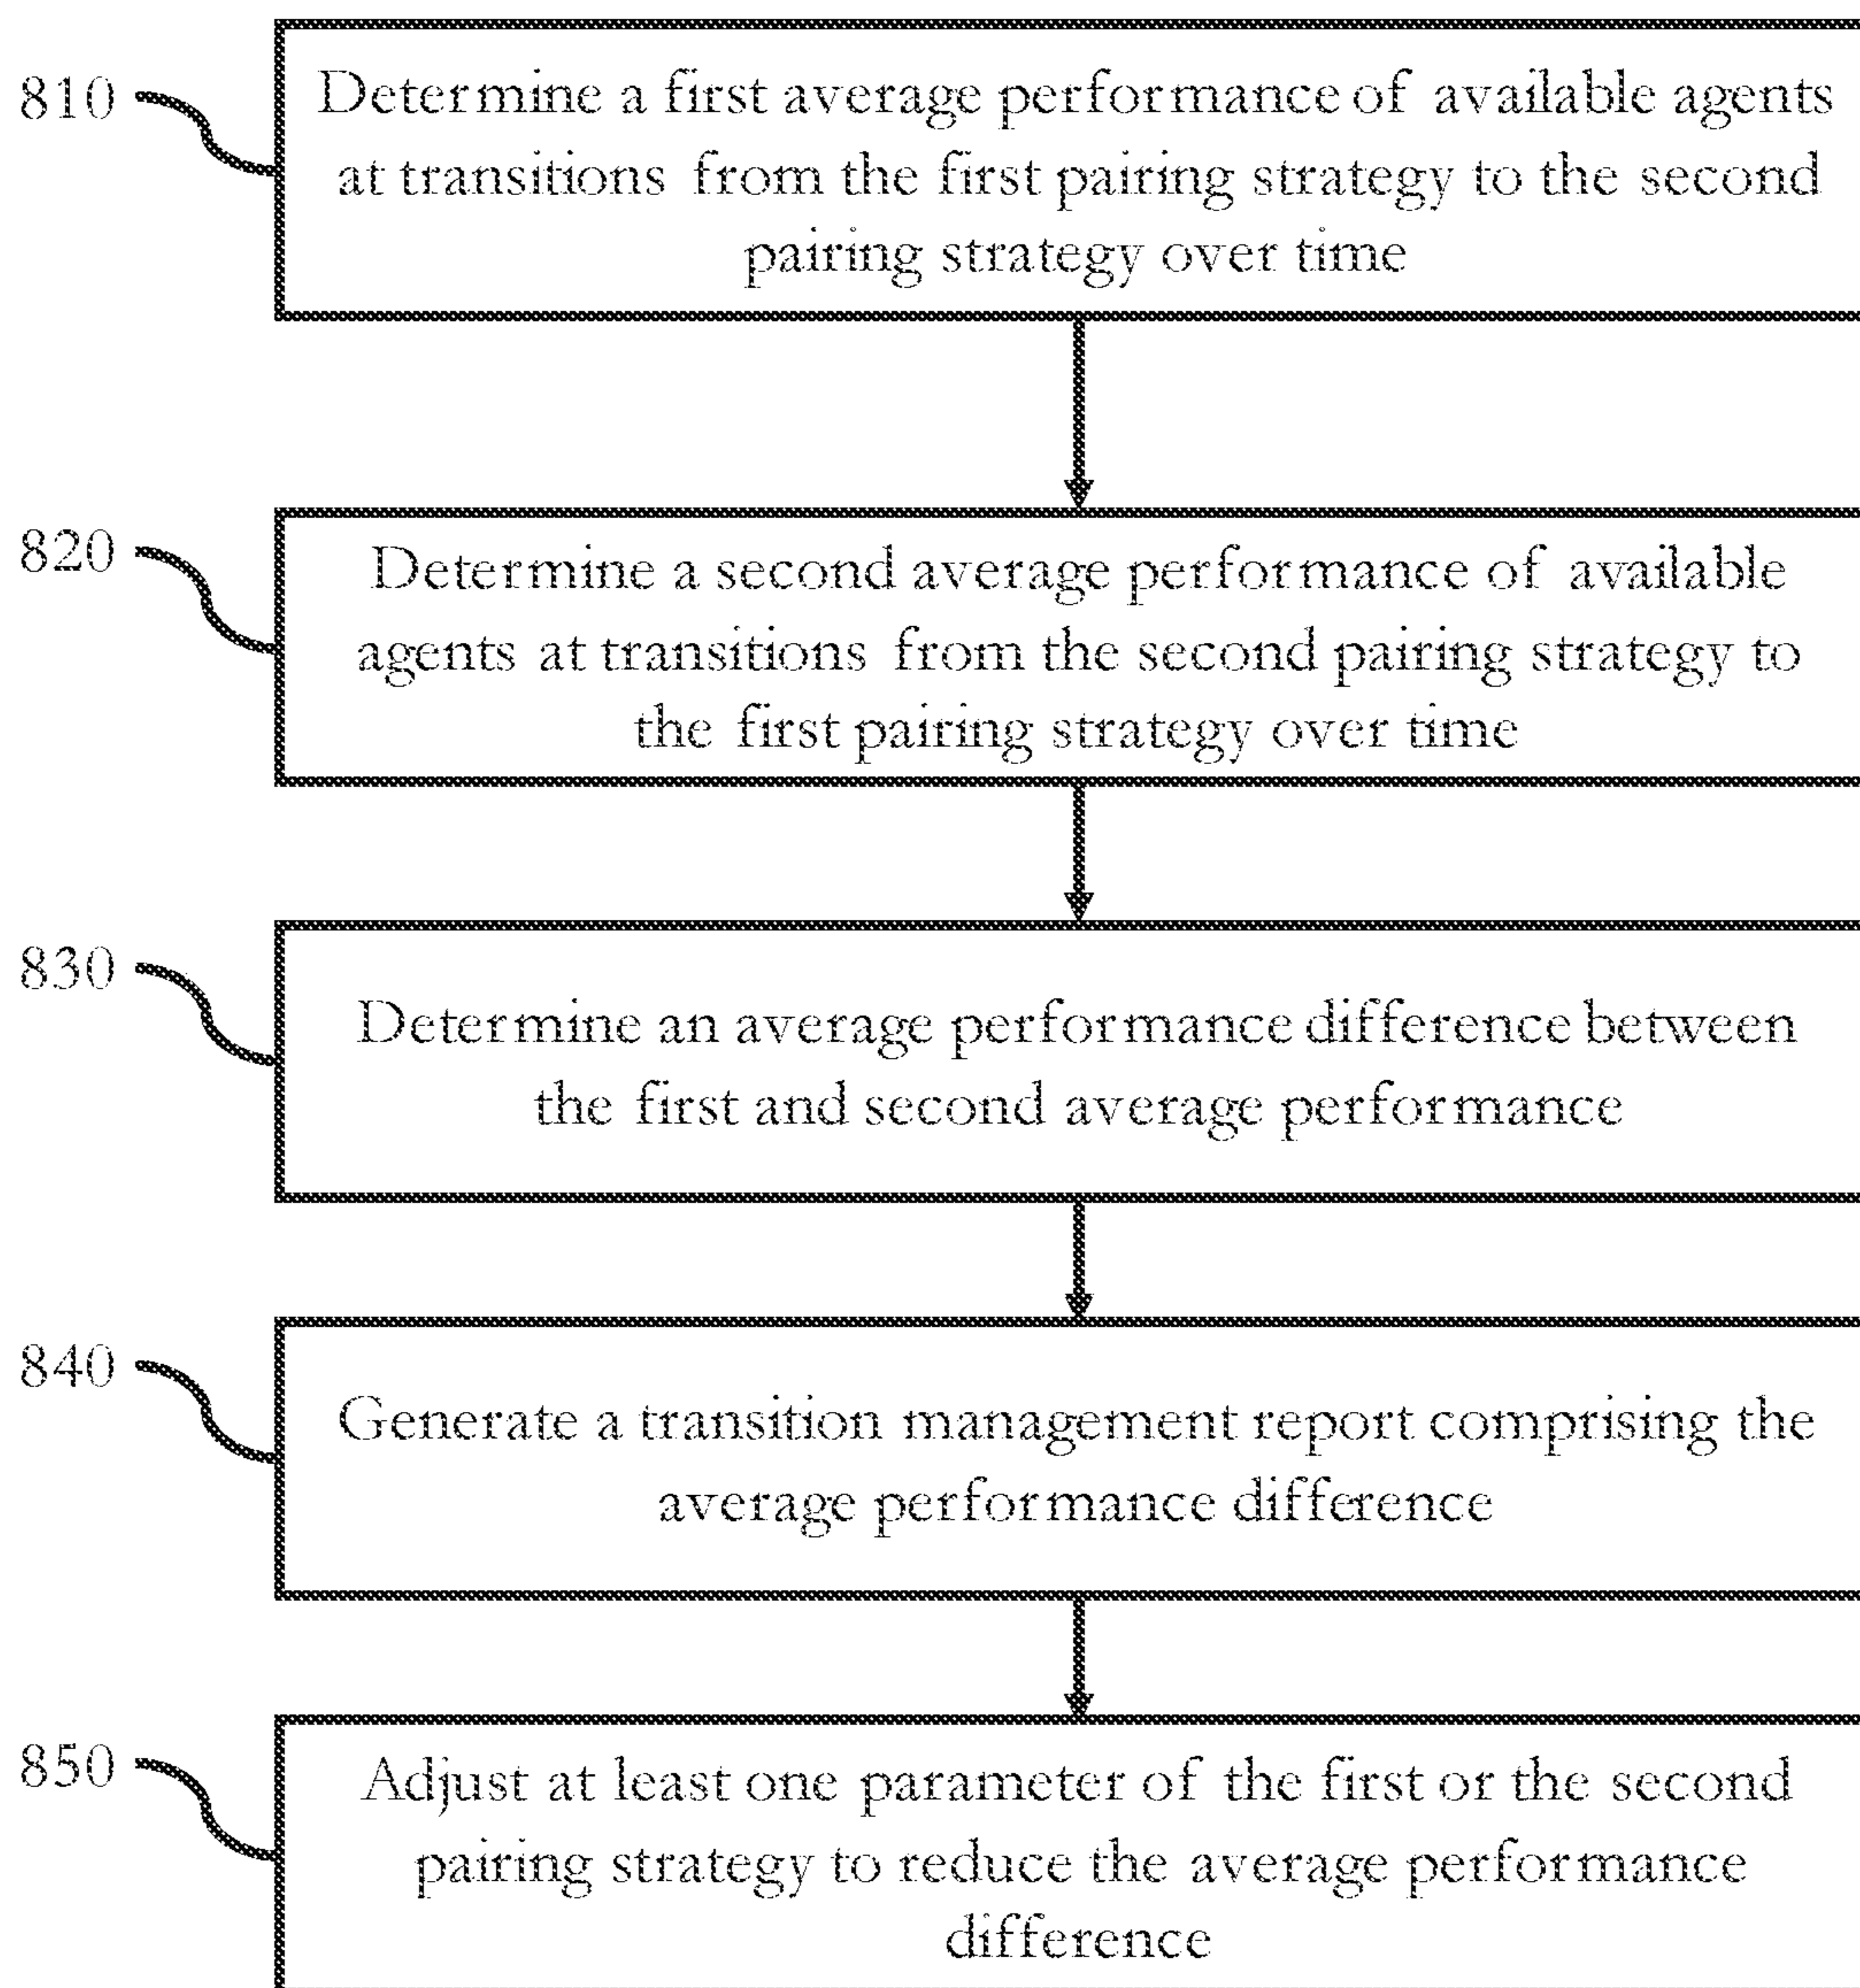 810
Determine a first average performance of available agents
at transitions from the first pairing strategy to the second
pairing strategy over time
820
Determine a second average performance of available
agents at transitions from the second pairing strategy to
the first pairing strategy over time
830
Determine an average performance difference between
the first and second average performance
840
Generate a transition management report comprising the
average performance difference
850
Adjust at least one parameter of the first or the second
pairing strategy to reduce the average performance
difference